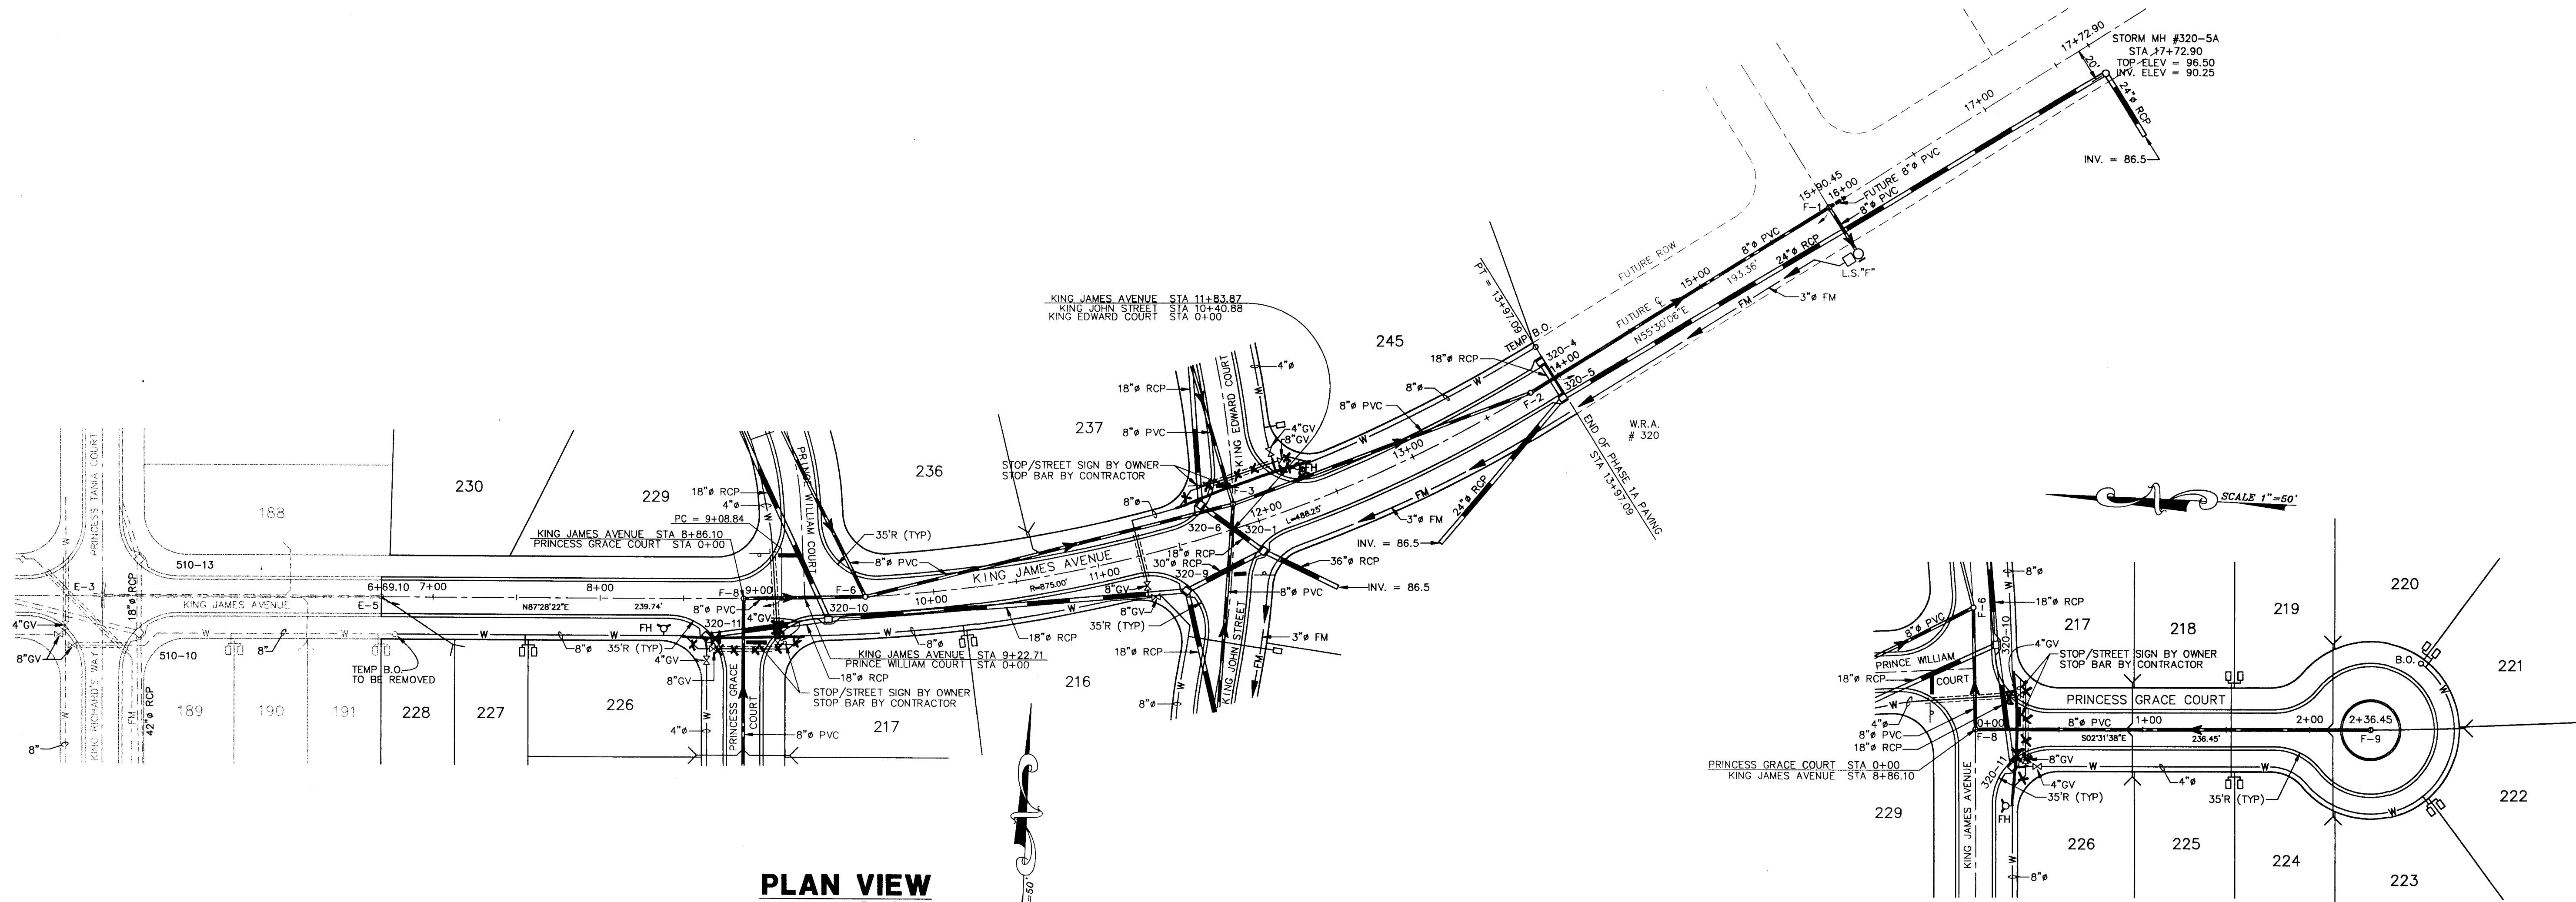 17+72.90
STORM MH #320-5A
STA 17+72.90
TOP ELEV = 96.50
INV. ELEV = 90.25
20'
24"ø RCP
INV. = 86.5
17+00
FUTURE 8"ø PVC
8"ø PVC
16+00
15+90.45
F-1
L.S."F"
3"ø FM
FM
8"ø PVC
24"ø RCP
193.36'
15+00
FUTURE ROW
FUTURE ℄
N55°30'06"E
PT = 13+97.09
TEMP B.O.
320-4
14+00
320-5
18"ø RCP
F-2
END OF PHASE 1A PAVING
STA 13+97.09
W.R.A.
# 320
24"ø RCP
INV. = 86.5
KING JAMES AVENUE STA 11+83.87
KING JOHN STREET STA 10+40.88
KING EDWARD COURT STA 0+00
245
8"ø
W
8"ø PVC
13+00
FM
3"ø FM
4"ø
W
4"GV
8"GV
FH
KING EDWARD COURT
18"ø RCP
237
8"ø PVC
STOP/STREET SIGN BY OWNER
STOP BAR BY CONTRACTOR
F-3
8"ø
12+00
L=488.25'
320-6
320-1
18"ø RCP
30"ø RCP
320-9
36"ø RCP
INV. = 86.5
8"ø PVC
3"ø FM
FM
KING JOHN STREET
8"GV
8"GV
35'R (TYP)
18"ø RCP
W
8"ø
236
35'R (TYP)
8"ø PVC
KING JAMES AVENUE
R=875.00'
11+00
10+00
W
8"ø
18"ø RCP
216
PRINCE WILLIAM COURT
18"ø RCP
4"ø
W
PC = 9+08.84
KING JAMES AVENUE STA 8+86.10
PRINCESS GRACE COURT STA 0+00
229
230
188
PRINCESS TANIA COURT
W
510-13
E-3
18"ø RCP
KING JAMES AVENUE
E-5
6+69.10
7+00
8+00
F-8
9+00
F-6
N87°28'22"E
239.74'
8"ø PVC
4"GV
320-10
320-11
FH
35'R (TYP)
4"GV
8"GV
4"GV
8"GV
W
8"
W
W
8"ø
510-10
TEMP B.O.
TO BE REMOVED
KING JAMES AVENUE STA 9+22.71
PRINCE WILLIAM COURT STA 0+00
18"ø RCP
STOP/STREET SIGN BY OWNER
STOP BAR BY CONTRACTOR
217
8"ø PVC
PRINCESS GRACE
COURT
W
4"ø
226
227
228
191
190
189
42"ø RCP
FM
KING RICHARD'S WAY
W
8"
PLAN VIEW
=50'
SCALE 1"=50'
8"ø
W
18"ø RCP
F-6
8"ø PVC
320-10
PRINCE WILLIAM
COURT
18"ø RCP
W
4"ø
8"ø PVC
18"ø RCP
217
218
219
220
4"GV
STOP/STREET SIGN BY OWNER
STOP BAR BY CONTRACTOR
B.O.
W
221
PRINCESS GRACE COURT
0+00
8"ø PVC
1+00
2+00
2+36.45
F-8
S02°31'38"E
236.45'
F-9
PRINCESS GRACE COURT STA 0+00
KING JAMES AVENUE STA 8+86.10
8"GV
320-11
4"GV
35'R (TYP)
W
4"ø
W
35'R (TYP)
W
FH
229
KING JAMES AVENUE
W
8"ø
226
225
224
223
222